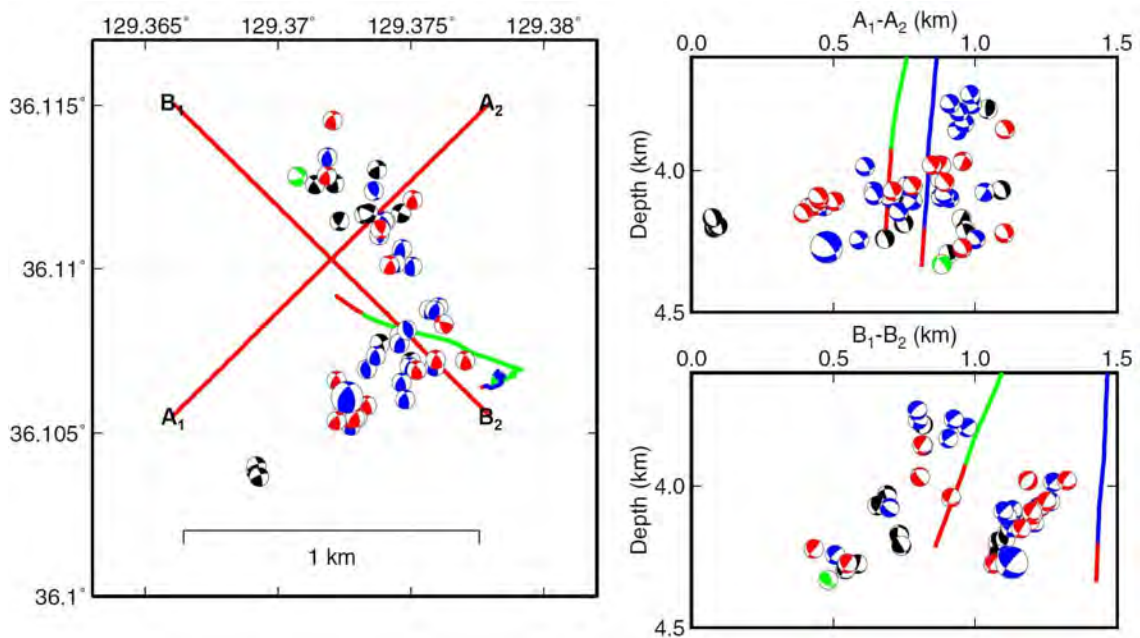 129.365° 129.37° 129.375° 129.38°
36.115°
36.11°
36.105°
36.1°
B₁
A₂
A₁
B₂
1 km
A₁-A₂ (km)
0.0 0.5 1.0 1.5
Depth (km)
4.0
4.5
B₁-B₂ (km)
0.0 0.5 1.0 1.5
Depth (km)
4.0
4.5